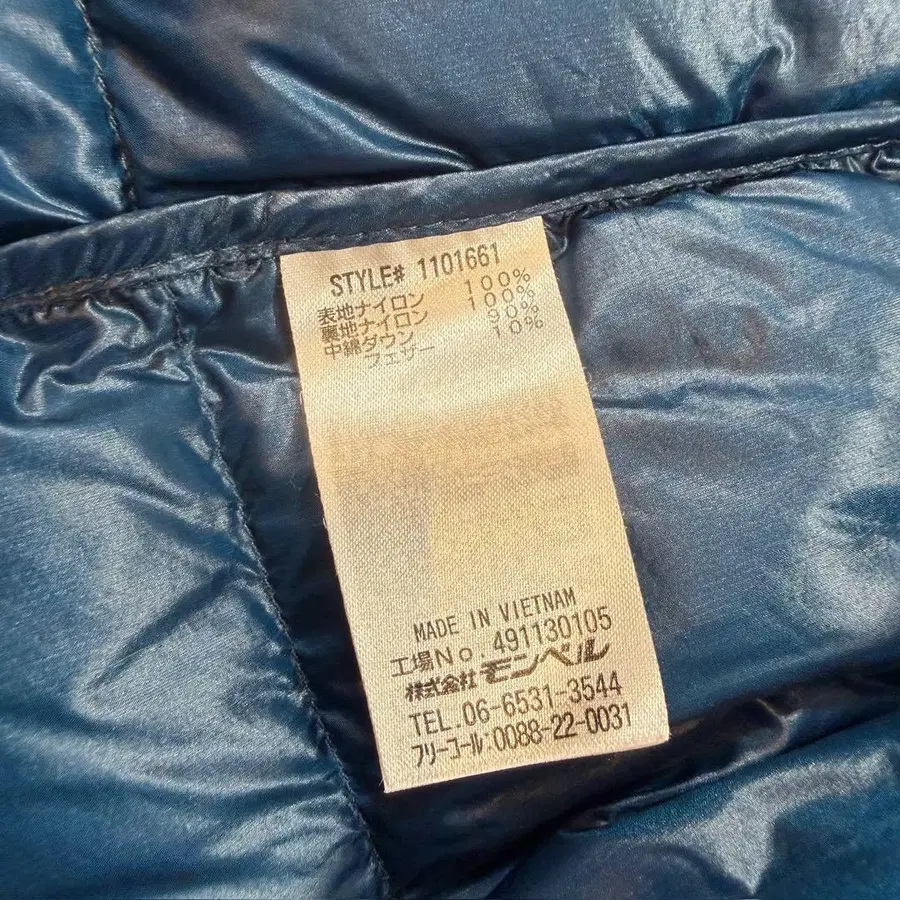 STYLE# 1101661
表地ナイロン 100%
裏地ナイロン 100%
中綿ダウン 90%
フェザー 10%
MADE IN VIETNAM
工場No.491130105
株式会社モンベル
TEL.06-6531-3544
フリーコール:0088-22-0031